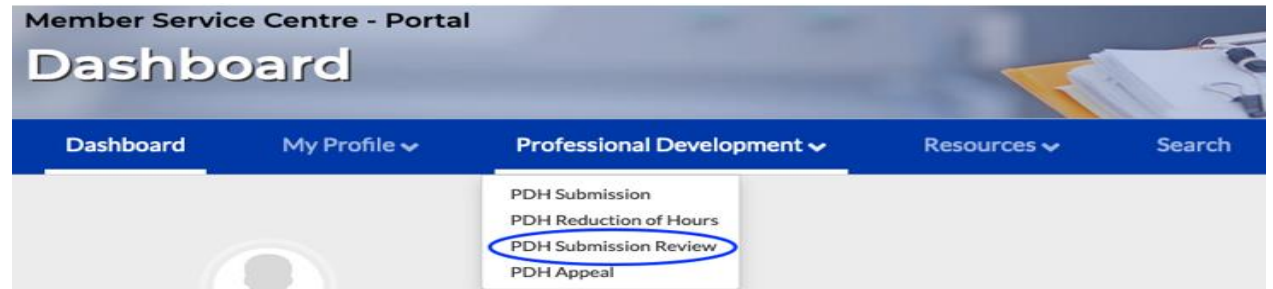 Member Service Centre - Portal
Dashboard
Dashboard My Profile Professional Development Resources Search
PDH Submission
PDH Reduction of Hours
PDH Submission Review
PDH Appeal